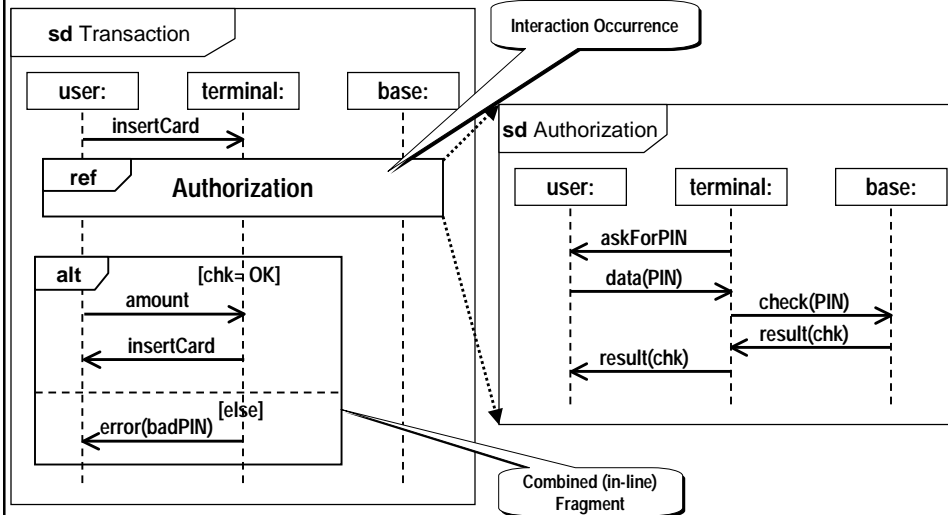 Interaction Occurrence
sd Transaction
user:
terminal:
base:
insertCard
ref
Authorization
alt
[chk= OK]
amount
insertCard
[else]
error(badPIN)
sd Authorization
user:
terminal:
base:
askForPIN
data(PIN)
check(PIN)
result(chk)
result(chk)
Combined (in-line)
Fragment